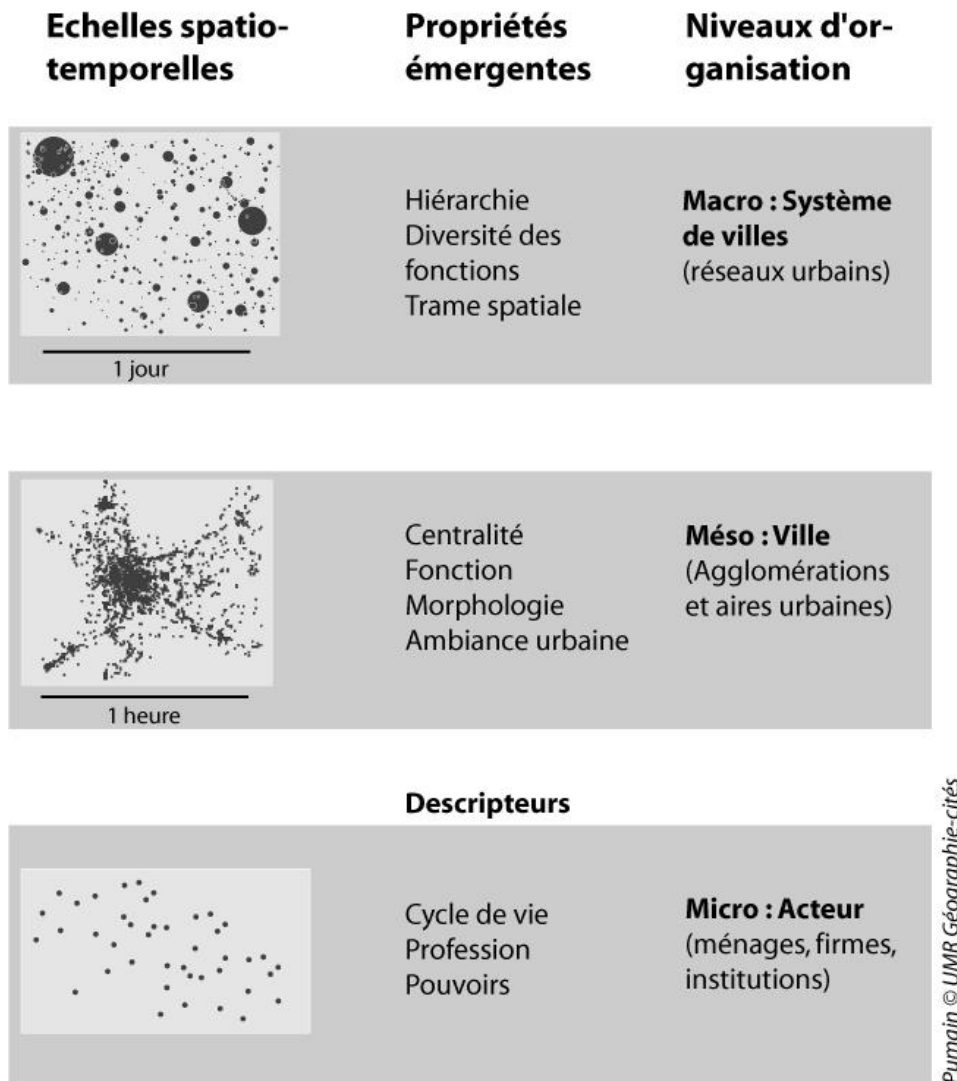 Echelles spatio-
temporelles
Propriétés
émergentes
Niveaux d'or-
ganisation
Hiérarchie
Diversité des
fonctions
Trame spatiale
Macro : Système
de villes
(réseaux urbains)
1 jour
Centralité
Fonction
Morphologie
Ambiance urbaine
Méso : Ville
(Agglomérations
et aires urbaines)
1 heure
Descripteurs
Cycle de vie
Profession
Pouvoirs
Micro : Acteur
(ménages, firmes,
institutions)
Pumain © UMR Géographie-cités